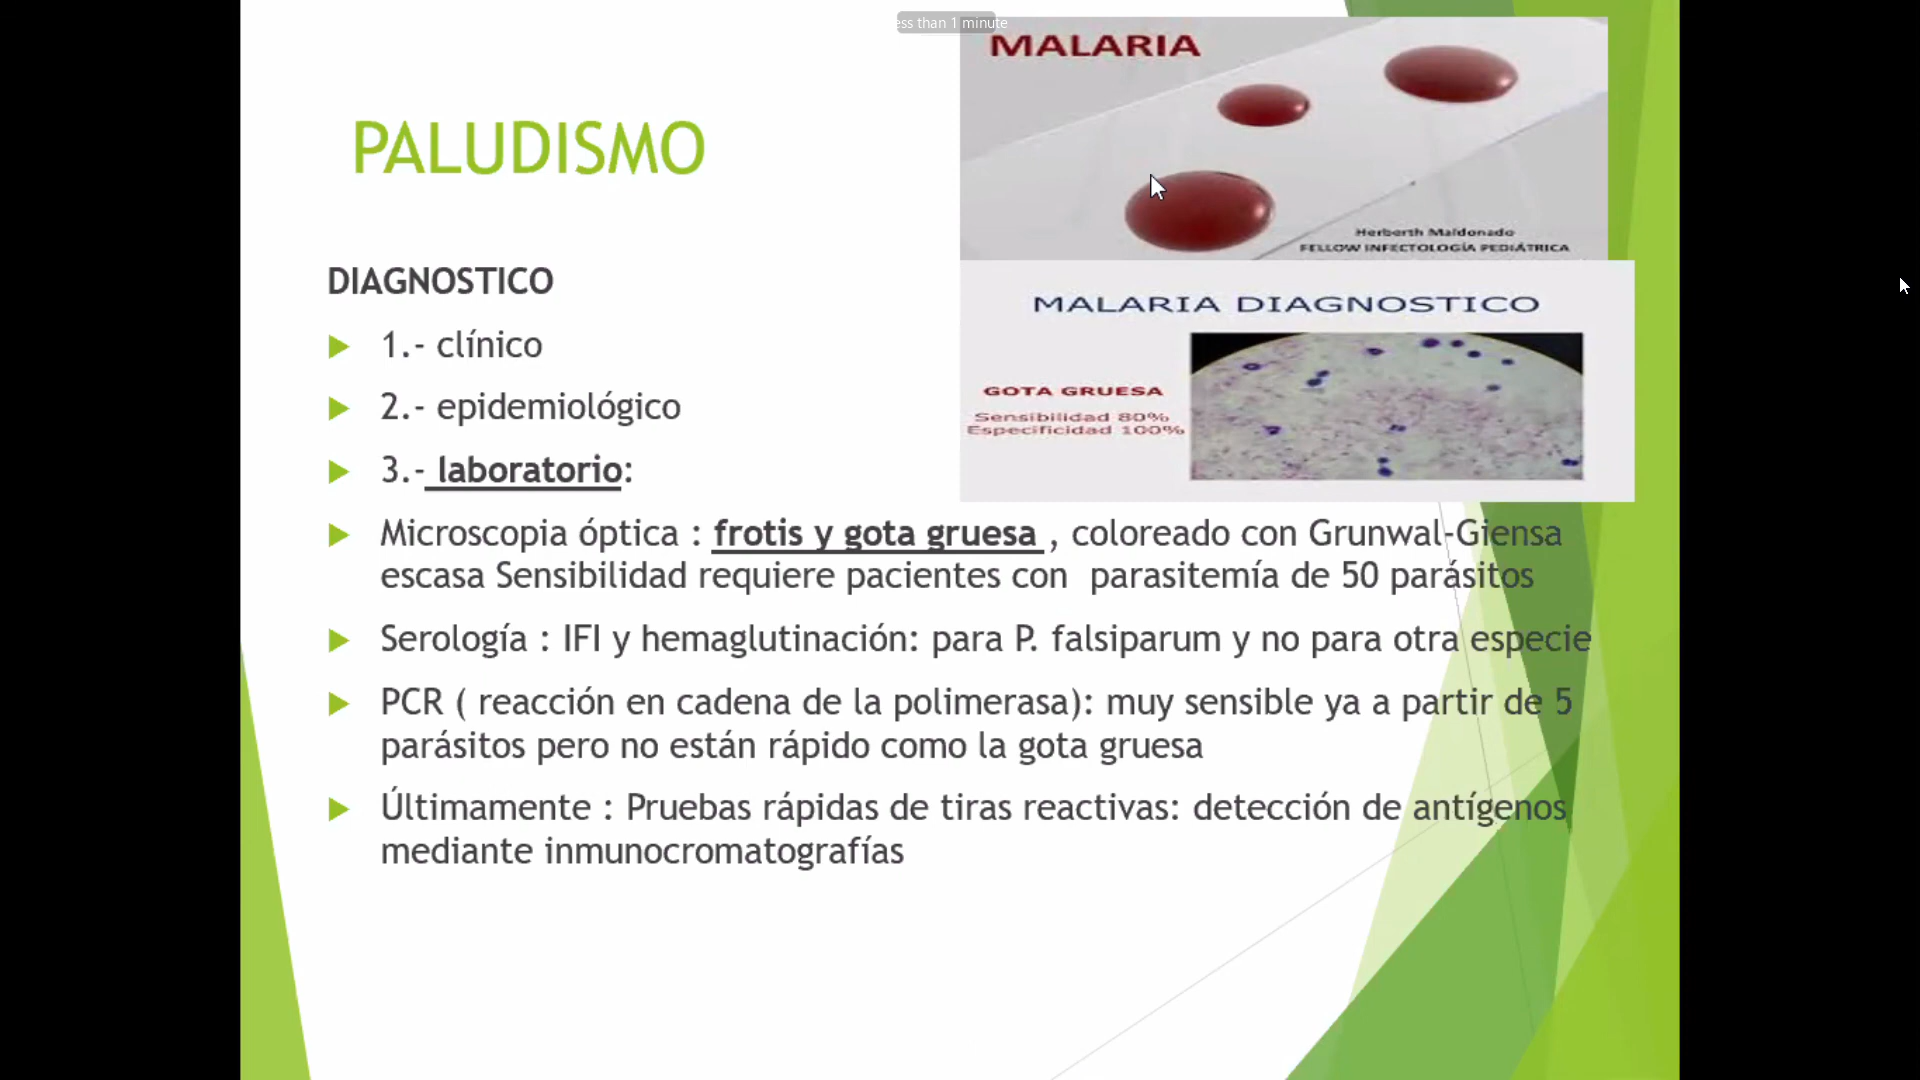 ess than 1 minute
MALARIA
PALUDISMO
Herberth Maldonado
FELLOW INFECTOLOGÍA PEDIÁTRICA
MALARIA DIAGNOSTICO
GOTA GRUESA
Sensibilidad 80%
Especificidad 100%
DIAGNOSTICO
1.- clínico
2.- epidemiológico
3.- laboratorio:
Microscopia óptica : frotis y gota gruesa , coloreado con Grunwal-Giensa
escasa Sensibilidad requiere pacientes con parasitemía de 50 parásitos
Serología : IFI y hemaglutinación: para P. falsiparum y no para otra especie
PCR ( reacción en cadena de la polimerasa): muy sensible ya a partir de 5
parásitos pero no están rápido como la gota gruesa
Últimamente : Pruebas rápidas de tiras reactivas: detección de antígenos
mediante inmunocromatografías